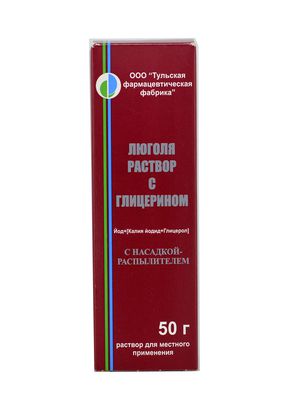 ООО "Тульская
фармацевтическая
фабрика"
ЛЮГОЛЯ
РАСТВОР
С
ГЛИЦЕРИНОМ
Йод+[Калия йодид+Глицерол]
С НАСАДКОЙ-
РАСПЫЛИТЕЛЕМ
50 г
раствор для местного
применения